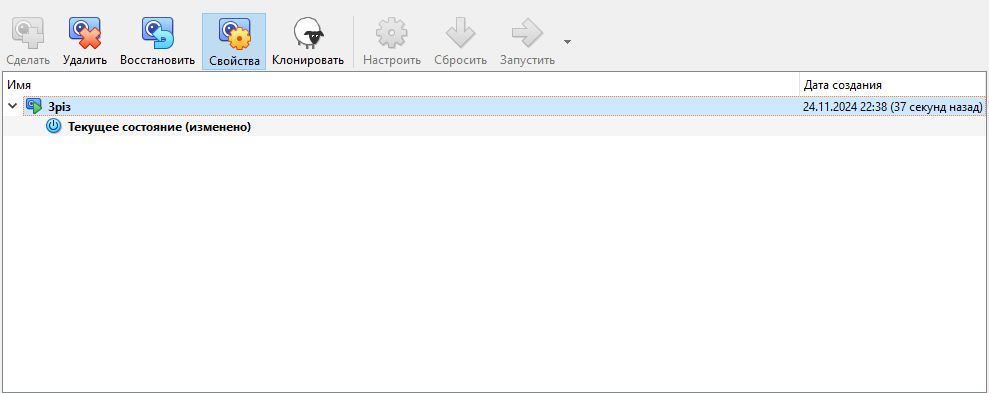 Сделать Удалить Восстановить Свойства Клонировать Настроить Сбросить Запустить
Имя Дата создания
Зріз 24.11.2024 22:38 (37 секунд назад)
Текущее состояние (изменено)